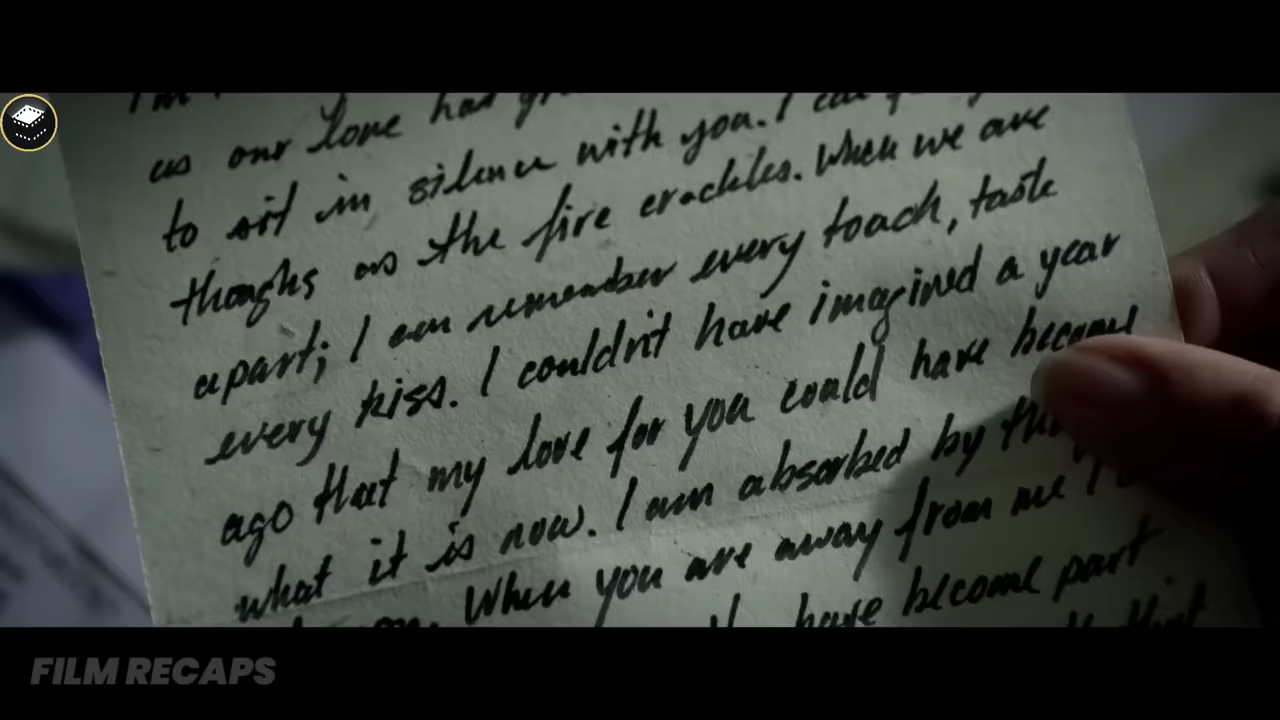 as our love has
to sit in silence with you. I can
thoughs as the fire crackles. When we are
apart; I can remember every touch, taste
every kiss. I couldn't have imagined a year
ago that my love for you could have become
what it is now. I am absorbed by
When you are away from me I
have become part
FILM RECAPS